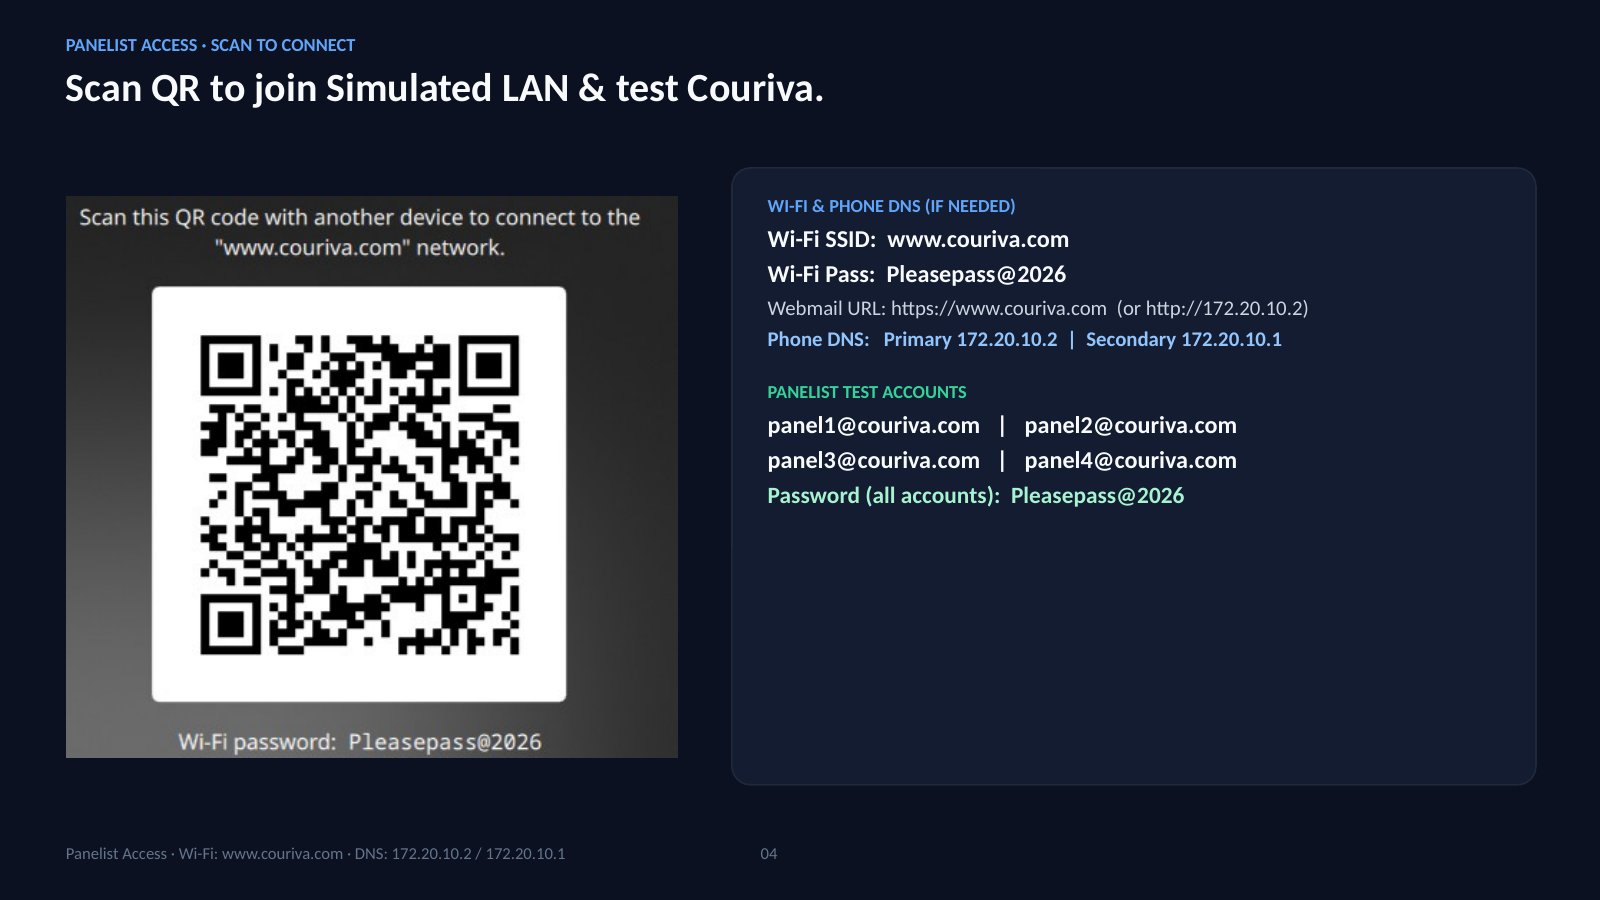 PANELIST ACCESS · SCAN TO CONNECT
Scan QR to join Simulated LAN & test Couriva.
Scan this QR code with another device to connect to the
"www.couriva.com" network.
Wi-Fi password: Pleasepass@2026
WI-FI & PHONE DNS (IF NEEDED)
Wi-Fi SSID: www.couriva.com
Wi-Fi Pass: Pleasepass@2026
Webmail URL: https://www.couriva.com (or http://172.20.10.2)
Phone DNS: Primary 172.20.10.2 | Secondary 172.20.10.1
PANELIST TEST ACCOUNTS
panel1@couriva.com | panel2@couriva.com
panel3@couriva.com | panel4@couriva.com
Password (all accounts): Pleasepass@2026
Panelist Access · Wi-Fi: www.couriva.com · DNS: 172.20.10.2 / 172.20.10.1
04